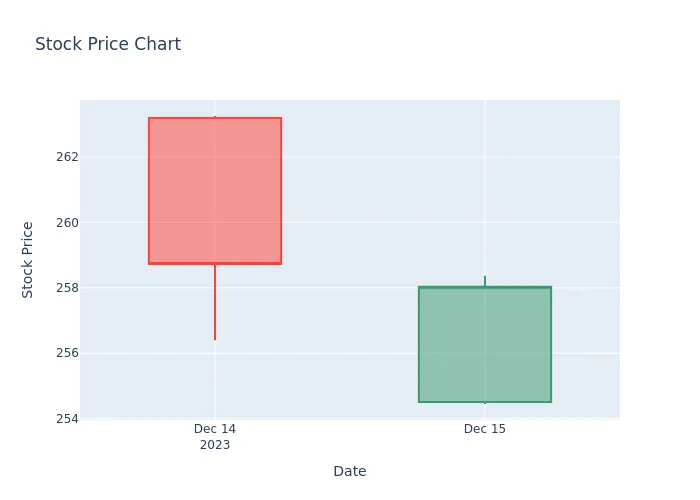 Stock Price Chart
Stock Price
262
260
258
256
254
Dec 14
2023
Dec 15
Date